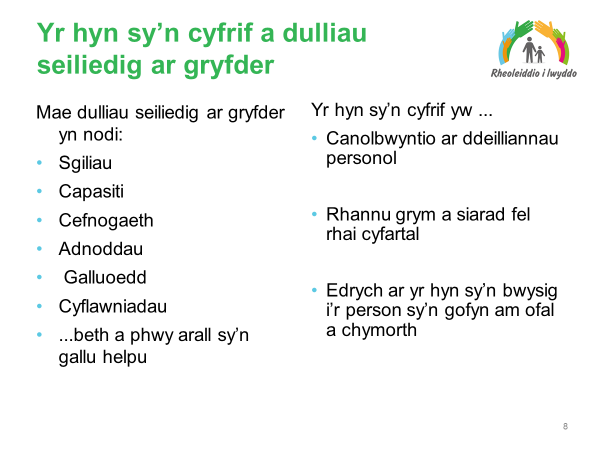 Yr hyn sy’n cyfrif a dulliau
seiliedig ar gryfder
Rheoleiddio i lwyddo
Mae dulliau seiliedig ar gryfder
yn nodi:
• Sgiliau
• Capasiti
• Cefnogaeth
• Adnoddau
• Galluoedd
• Cyflawniadau
• ...beth a phwy arall sy’n
gallu helpu
Yr hyn sy’n cyfrif yw ...
• Canolbwyntio ar ddeilliannau
personol
• Rhannu grym a siarad fel
rhai cyfartal
• Edrych ar yr hyn sy’n bwysig
i’r person sy’n gofyn am ofal
a chymorth
8